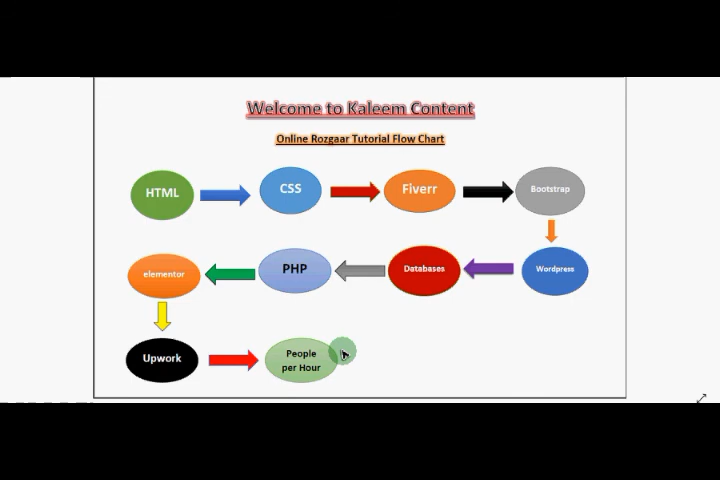 Welcome to Kaleem Content
Online Rozgaar Tutorial Flow Chart
HTML
CSS
Fiverr
Bootstrap
Wordpress
Databases
PHP
elementor
Upwork
People
per Hour